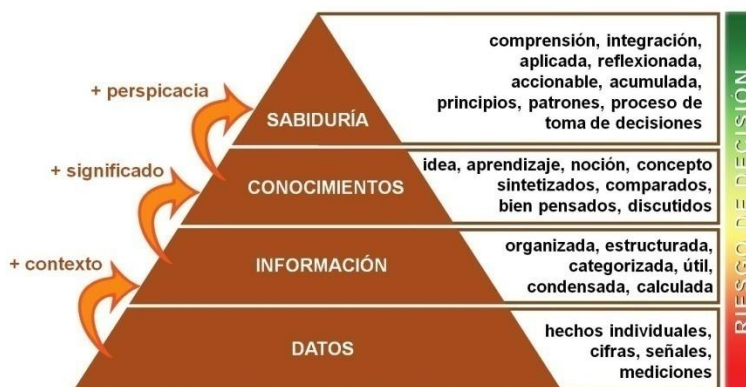 comprensión, integración,
aplicada, reflexionada,
accionable, acumulada,
principios, patrones, proceso de
toma de decisiones
+ perspicacia
SABIDURÍA
idea, aprendizaje, noción, concepto
sintetizados, comparados,
bien pensados, discutidos
+ significado
CONOCIMIENTOS
organizada, estructurada,
categorizada, útil,
condensada, calculada
+ contexto
INFORMACIÓN
hechos individuales,
cifras, señales,
mediciones
DATOS
RIESGO DE DECISIÓN